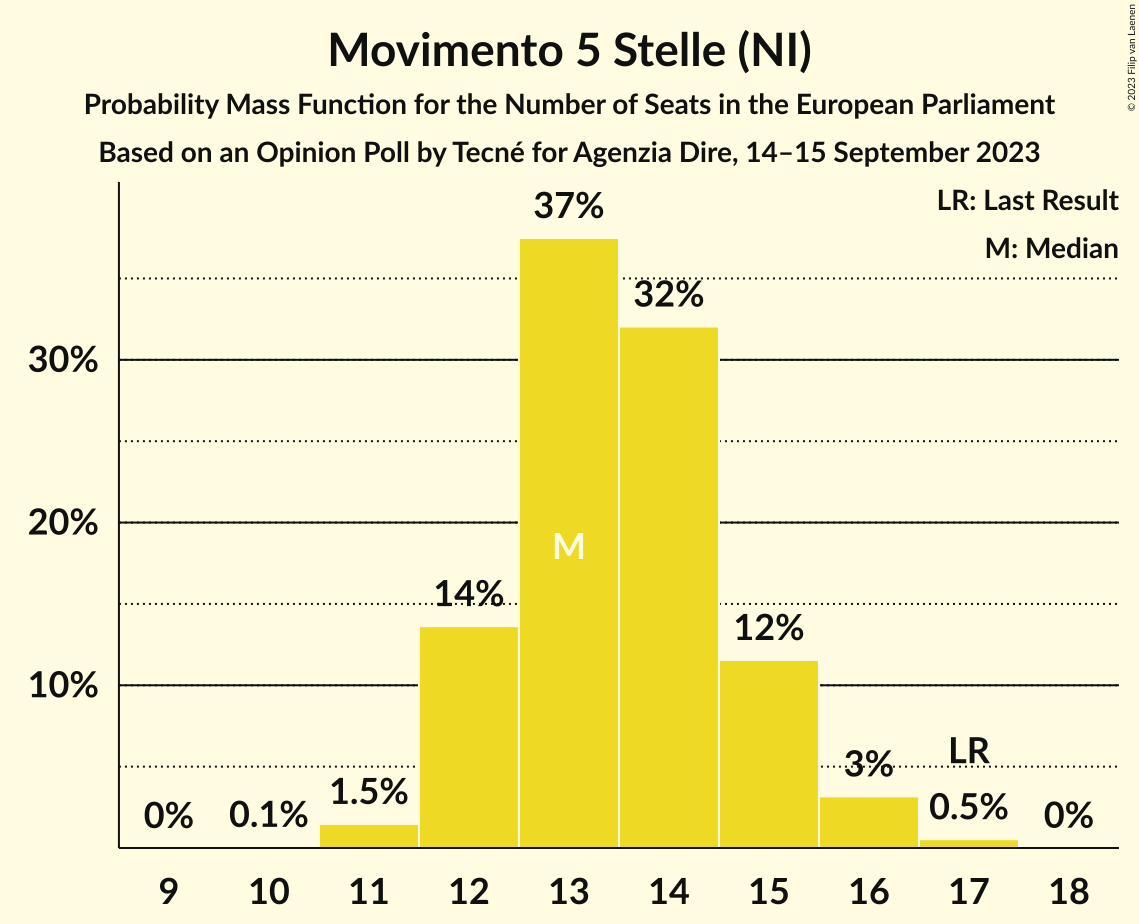 Movimento 5 Stelle (NI)
Probability Mass Function for the Number of Seats in the European Parliament
Based on an Opinion Poll by Tecné for Agenzia Dire, 14–15 September 2023
© 2023 Filip van Laenen
LR: Last Result
M: Median
37%
32%
30%
20%
M
14%
12%
10%
LR
3%
1.5%
0.5%
0%
0.1%
0%
9 10 11 12 13 14 15 16 17 18